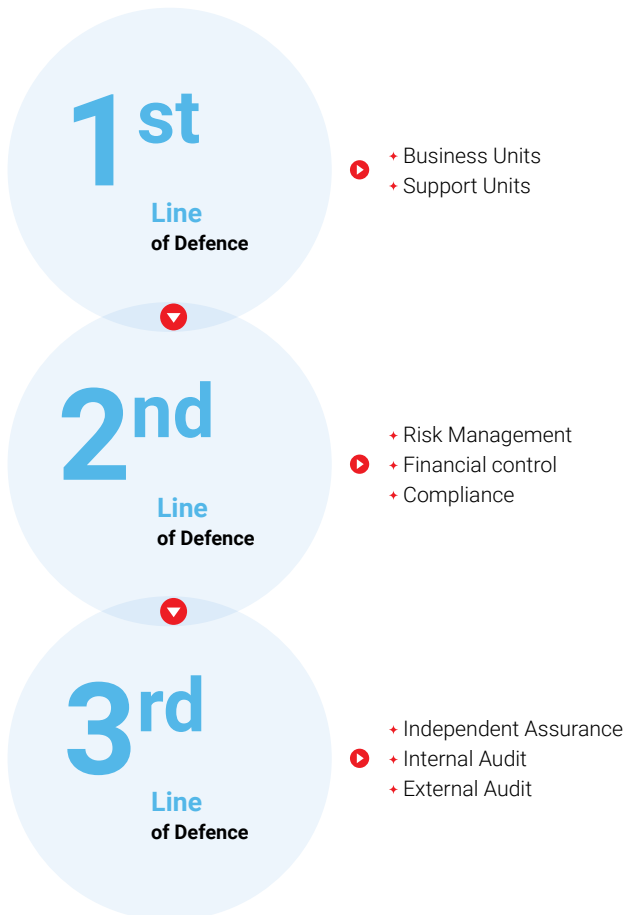 1st
Line
of Defence
Business Units
Support Units
2nd
Line
of Defence
Risk Management
Financial control
Compliance
3rd
Line
of Defence
Independent Assurance
Internal Audit
External Audit